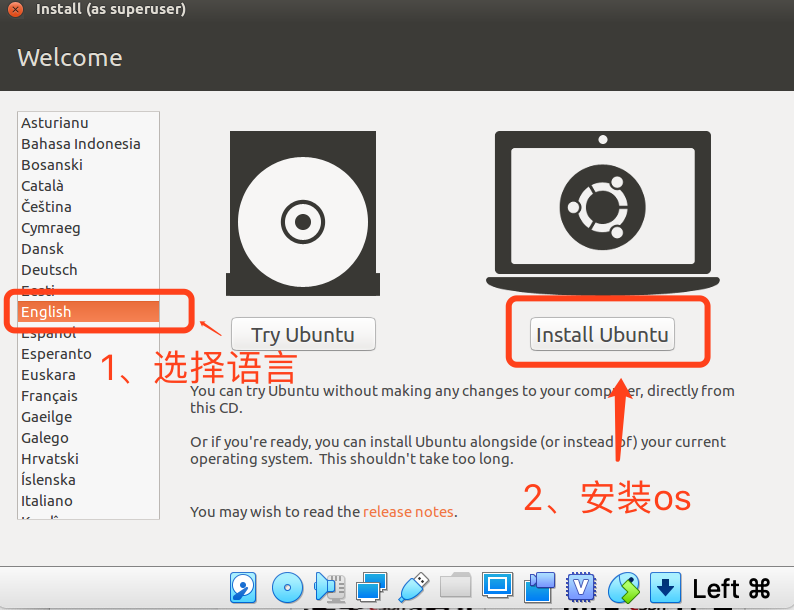 Install (as superuser)
Welcome
Asturianu
Bahasa Indonesia
Bosanski
Català
Čeština
Cymraeg
Dansk
Deutsch
Eesti
English
Español
Esperanto
Euskara
Français
Gaeilge
Galego
Hrvatski
Íslenska
Italiano
Try Ubuntu
Install Ubuntu
1、选择语言
You can try Ubuntu without making any changes to your computer, directly from
this CD.
Or if you're ready, you can install Ubuntu alongside (or instead of) your current
operating system. This shouldn't take too long.
2、安装os
You may wish to read the release notes.
V
Left ⌘